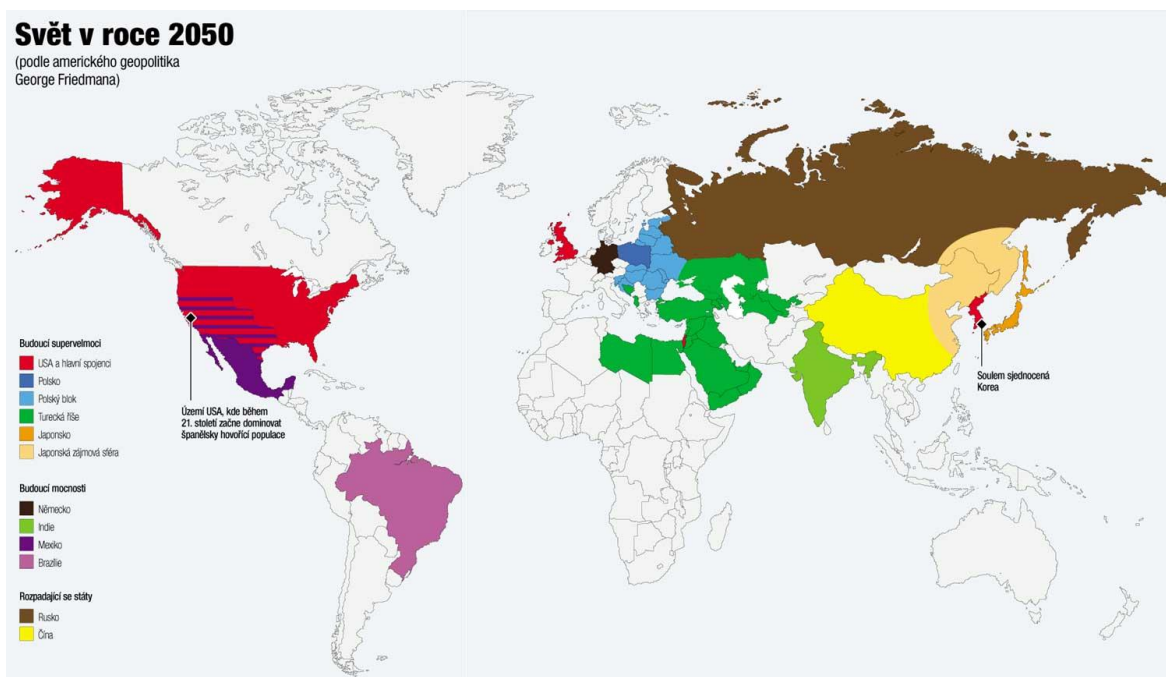 Svět v roce 2050
(podle amerického geopolitika
George Friedmana)
Budoucí supervelmoci
USA a hlavní spojenci
Polsko
Polský blok
Turecká říše
Japonsko
Japonská zájmová sféra
Budoucí mocnosti
Německo
Indie
Mexiko
Brazílie
Rozpadající se státy
Rusko
Čína
Území USA, kde během
21. století začne dominovat
španělsky hovořící populace
Soulem sjednocená
Korea